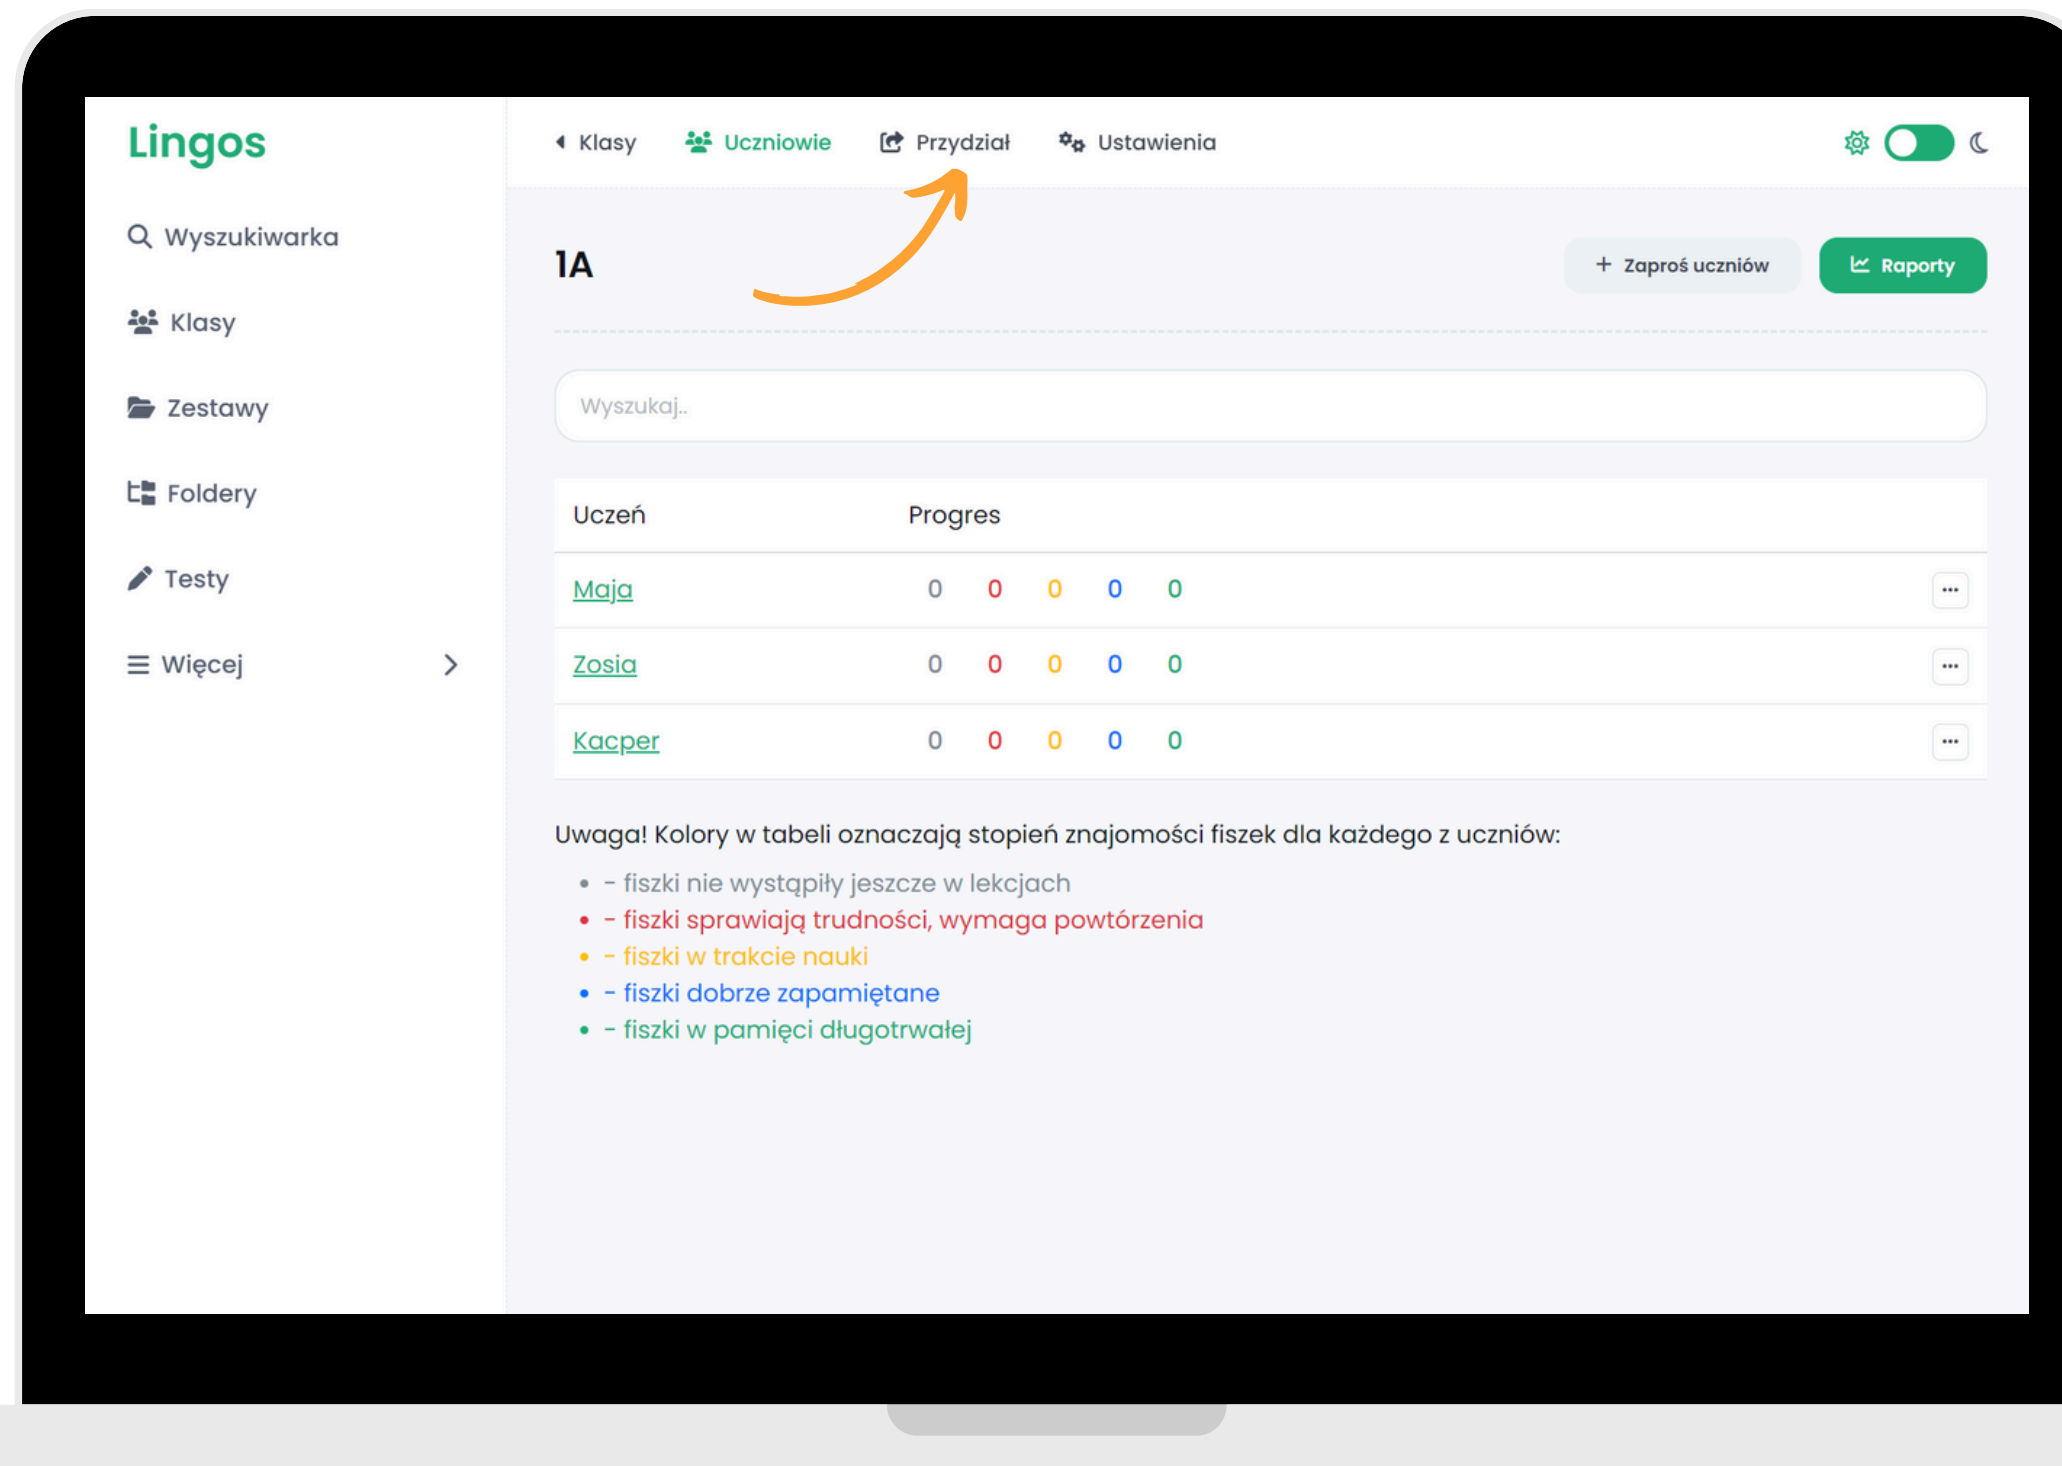 Lingos
Wyszukiwarka
Klasy
Zestawy
Foldery
Testy
Więcej
Klasy Uczniowie Przydział Ustawienia
1A
+ Zaproś uczniów Raporty
Wyszukaj..
Uczeń Progres
Maja 0 0 0 0 0
Zosia 0 0 0 0 0
Kacper 0 0 0 0 0
Uwaga! Kolory w tabeli oznaczają stopień znajomości fiszek dla każdego z uczniów:
• - fiszki nie wystąpiły jeszcze w lekcjach
• - fiszki sprawiają trudności, wymaga powtórzenia
• - fiszki w trakcie nauki
• - fiszki dobrze zapamiętane
• - fiszki w pamięci długotrwałej